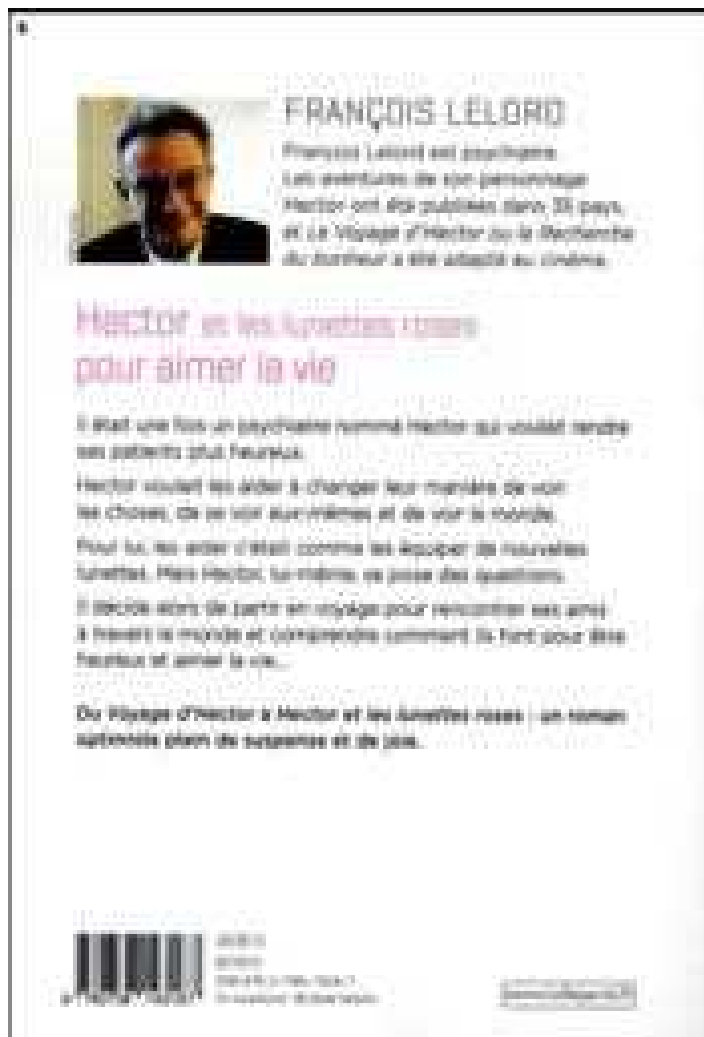 FRANÇOIS LELORD
François Lelord est psychiatre.
Les aventures de son personnage
Hector ont été publiées dans pays,
et Le Voyage d'Hector ou la Recherche
du bonheur a été adapté au cinéma.
Hector et les lunettes roses
pour aimer la vie
Il était une fois un psychiatre nommé Hector qui voulait rendre
ses patients plus heureux.
Hector voulait les aider à changer leur manière de voir
les choses, de se voir eux-mêmes et de voir le monde.
Pour lui, les aider c'était comme les équiper de nouvelles
lunettes. Mais Hector, lui-même, se pose des questions.
Il décide alors de partir en voyage pour rencontrer ses amis
à travers le monde et comprendre comment ils font pour être
heureux et aimer la vie...
Du Voyage d'Hector à Hector et les lunettes roses : un roman
optimiste plein de suspense et de joie.